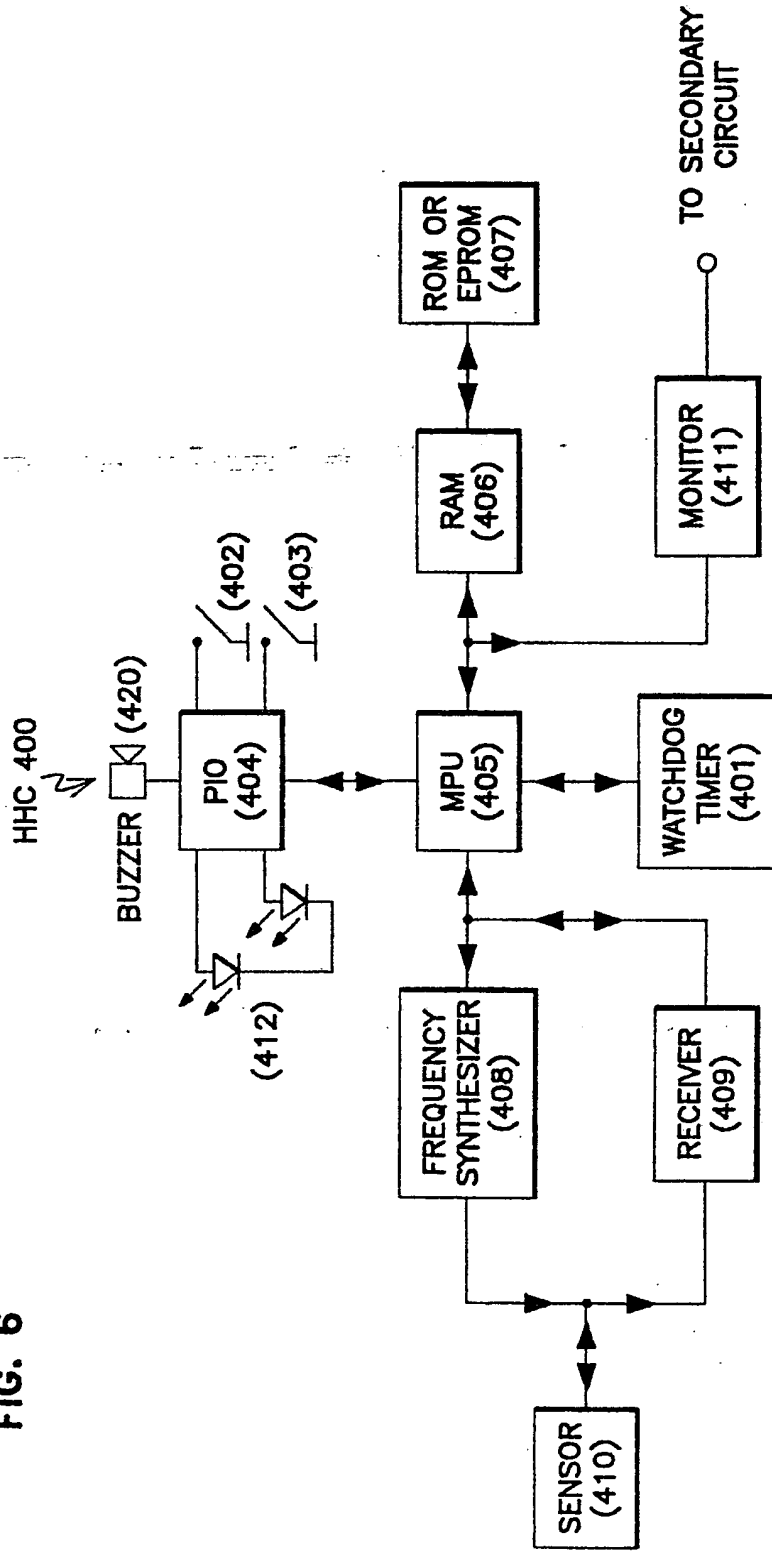 FIG. 6
HHC 400
BUZZER
(420)
(412)
PIO
(404)
(402)
(403)
FREQUENCY
SYNTHESIZER
(408)
MPU
(405)
RAM
(406)
ROM OR
EPROM
(407)
SENSOR
(410)
RECEIVER
(409)
WATCHDOG
TIMER
(401)
MONITOR
(411)
TO SECONDARY
CIRCUIT